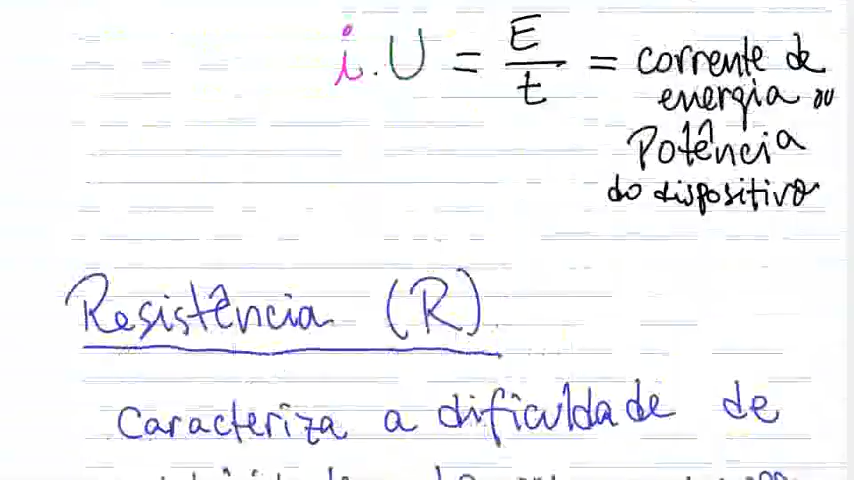 i.U = E/t = corrente de
energia ou
Potência
do dispositivo
Resistência (R).
Caracteriza a dificuldade de